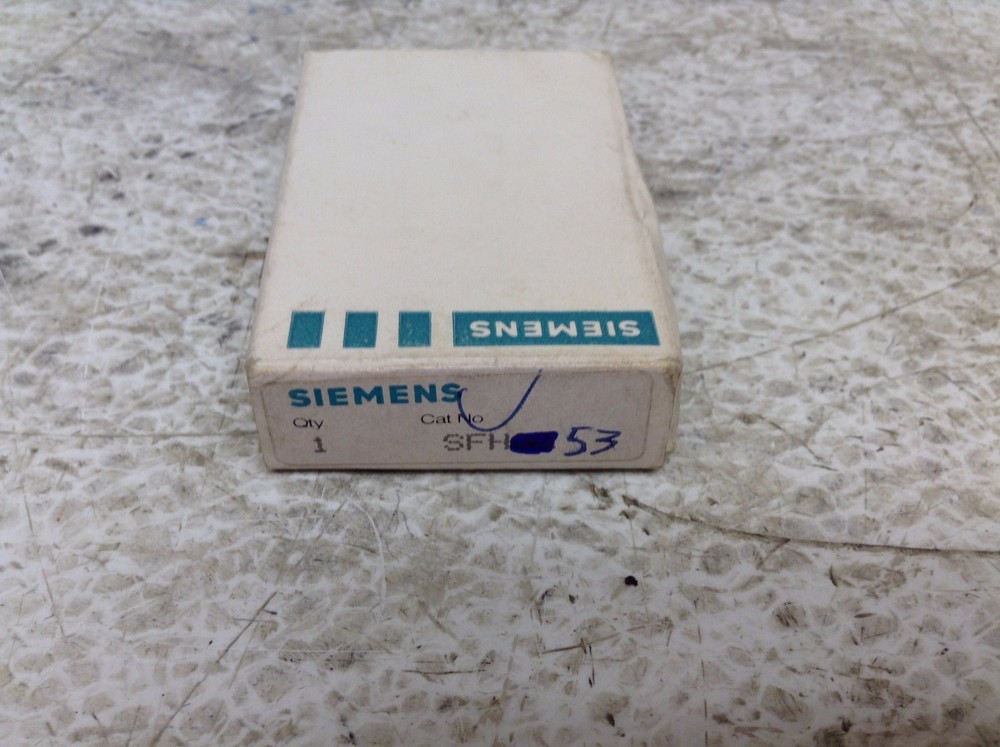 SIEMENS
SIEMENS
Qty Cat No
1 SFH 53